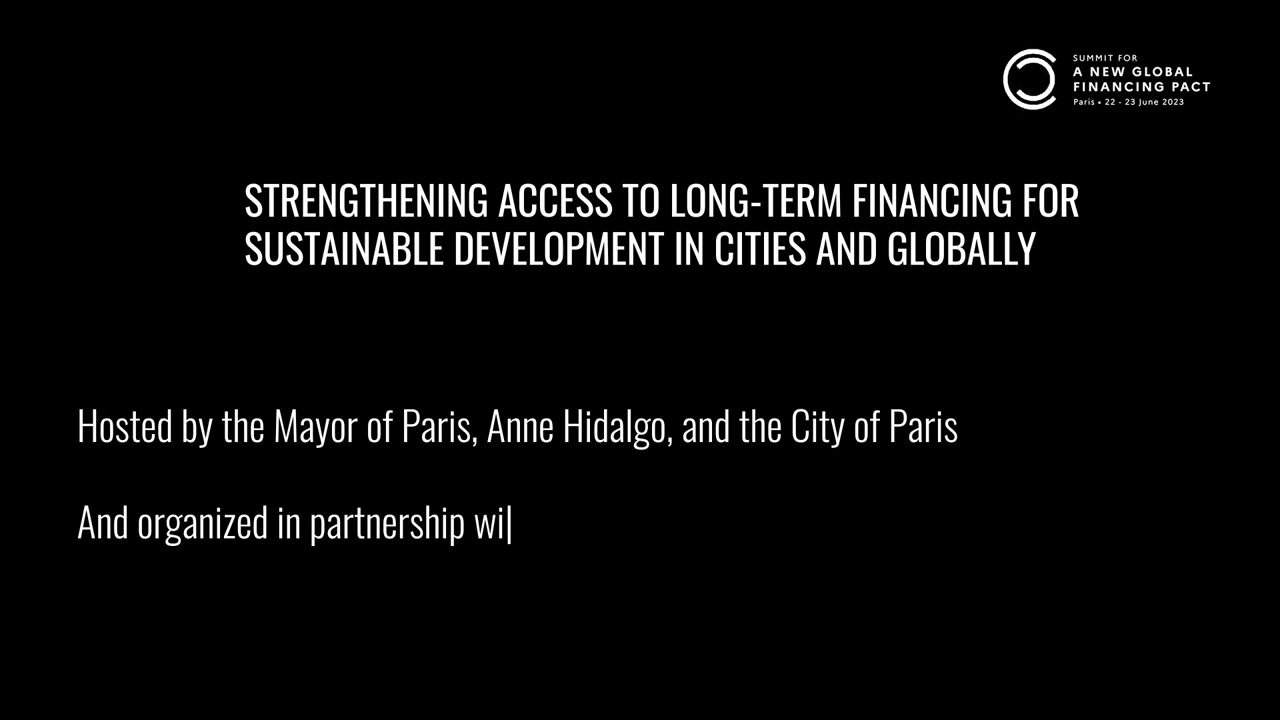 SUMMIT FOR
A NEW GLOBAL
FINANCING PACT
Paris • 22 - 23 June 2023
STRENGTHENING ACCESS TO LONG-TERM FINANCING FOR
SUSTAINABLE DEVELOPMENT IN CITIES AND GLOBALLY
Hosted by the Mayor of Paris, Anne Hidalgo, and the City of Paris
And organized in partnership wi